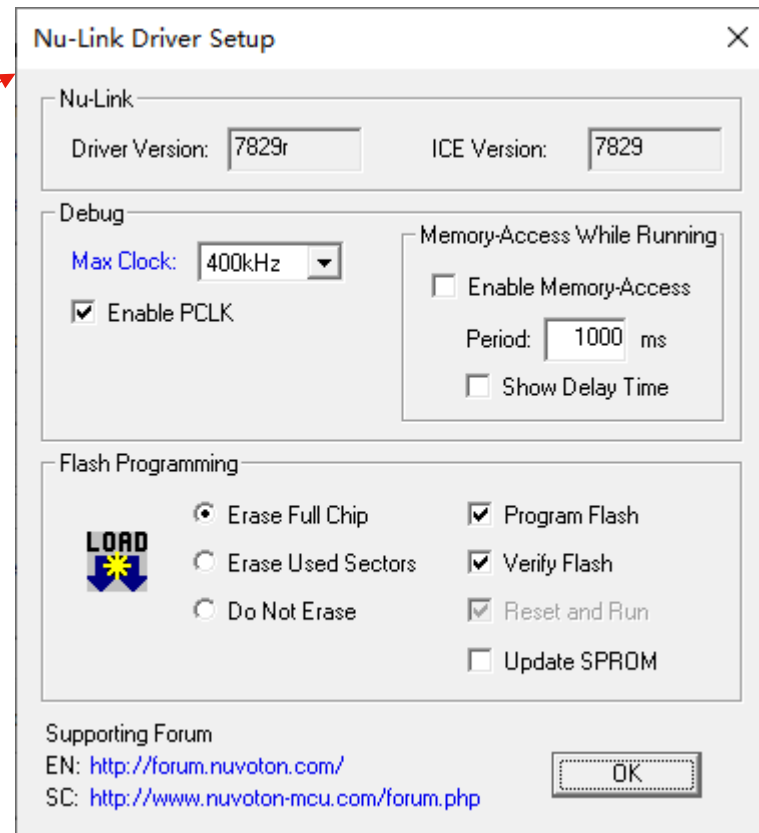 Nu-Link Driver Setup
Nu-Link
Driver Version: 7829r ICE Version: 7829
Debug
Memory-Access While Running
Max Clock: 400kHz
Enable Memory-Access
Enable PCLK
Period: 1000 ms
Show Delay Time
Flash Programming
LOAD
Erase Full Chip Program Flash
Erase Used Sectors Verify Flash
Do Not Erase Reset and Run
Update SPROM
Supporting Forum
EN: http://forum.nuvoton.com/
SC: http://www.nuvoton-mcu.com/forum.php
OK